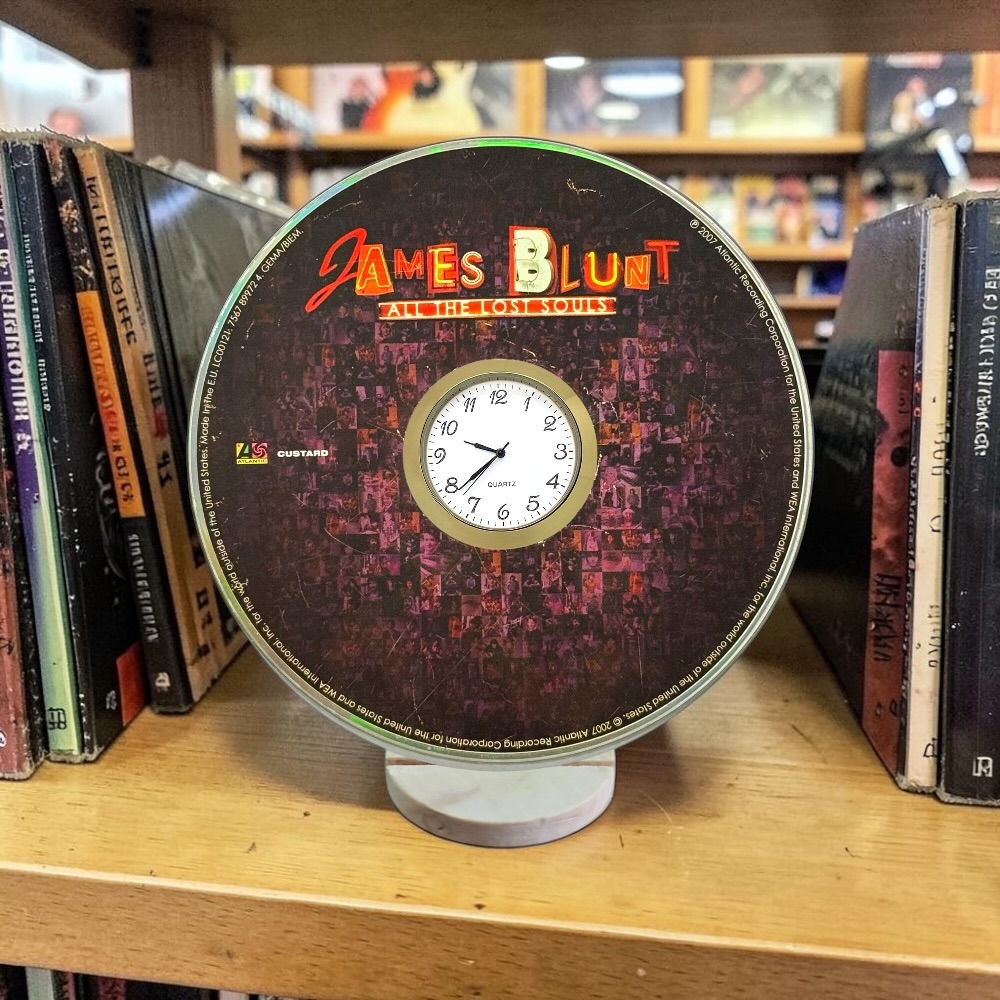 JAMES BLUNT
ALL THE LOST SOULS
ATLANTIC
CUSTARD
11 12 1
10 2
9 3
8 4
7 6 5
QUARTZ
℗ 2007 Atlantic Recording Corporation for the United States and WEA International Inc. for the world outside of the United States. © 2007 Atlantic Recording Corporation for the United States and WEA International Inc. for the world outside of the United States. Made in the E.U. LC00121. 7567 89972 4. GEMA/BIEM.